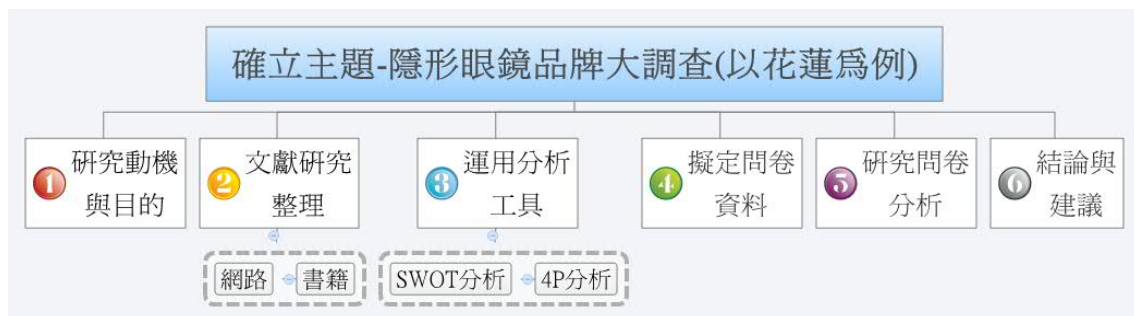 確立主題-隱形眼鏡品牌大調查(以花蓮爲例)
1
研究動機
與目的
2
文獻研究
整理
3
運用分析
工具
4
擬定問卷
資料
5
研究問卷
分析
6
結論與
建議
網路
書籍
SWOT分析
4P分析